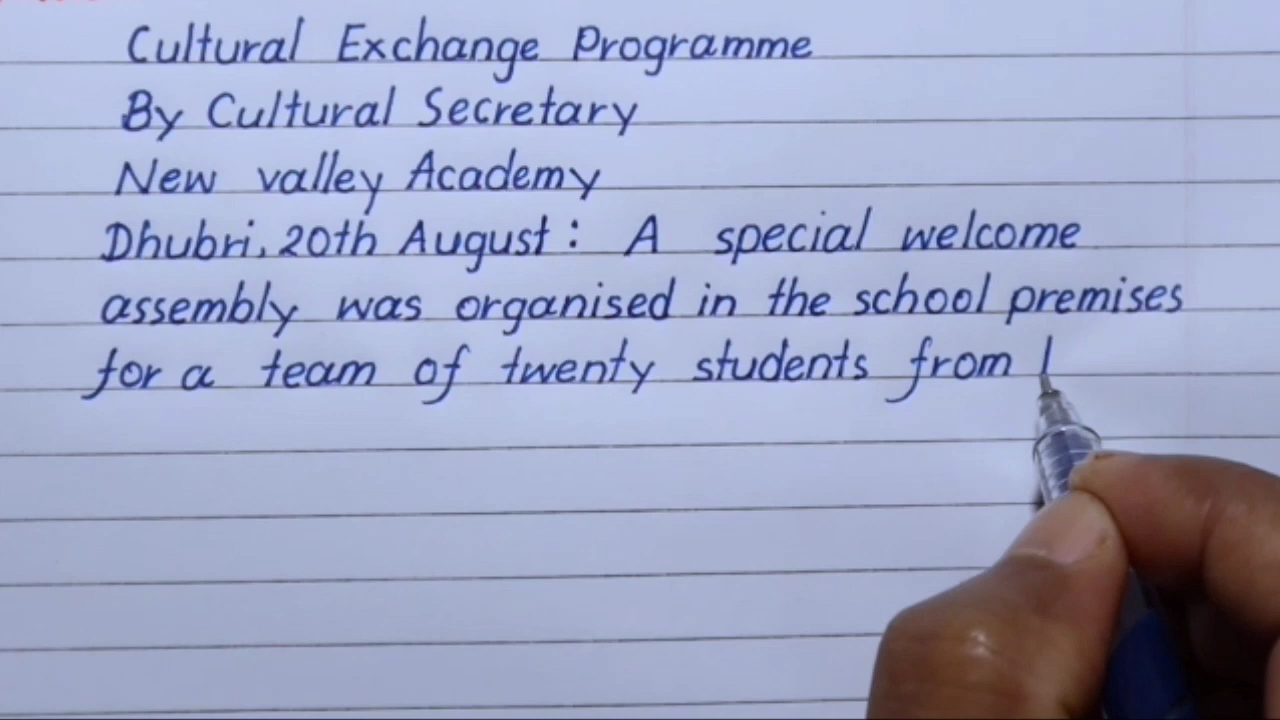 Cultural Exchange Programme
By Cultural Secretary
New valley Academy
Dhubri, 20th August : A special welcome
assembly was organised in the school premises
for a team of twenty students from